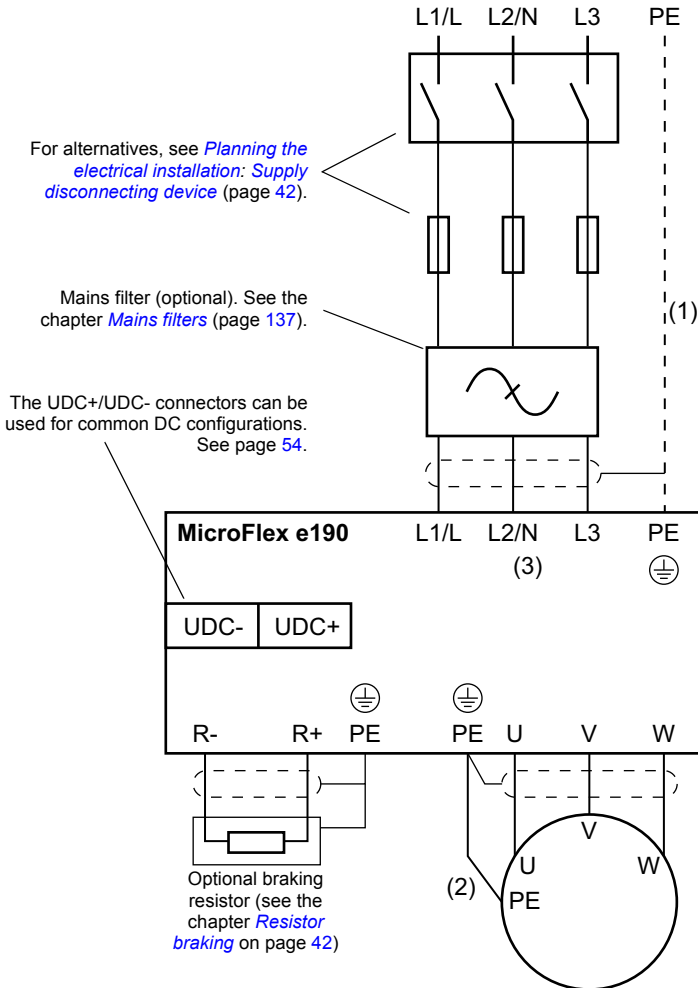 L1/L L2/N L3 PE
For alternatives, see Planning the
electrical installation: Supply
disconnecting device (page 42).
Mains filter (optional). See the
chapter Mains filters (page 137).
(1)
The UDC+/UDC- connectors can be
used for common DC configurations.
See page 54.
MicroFlex e190 L1/L L2/N L3 PE
(3)
UDC- UDC+
R- R+ PE PE U V W
V
U W
(2) PE
Optional braking
resistor (see the
chapter Resistor
braking on page 42)